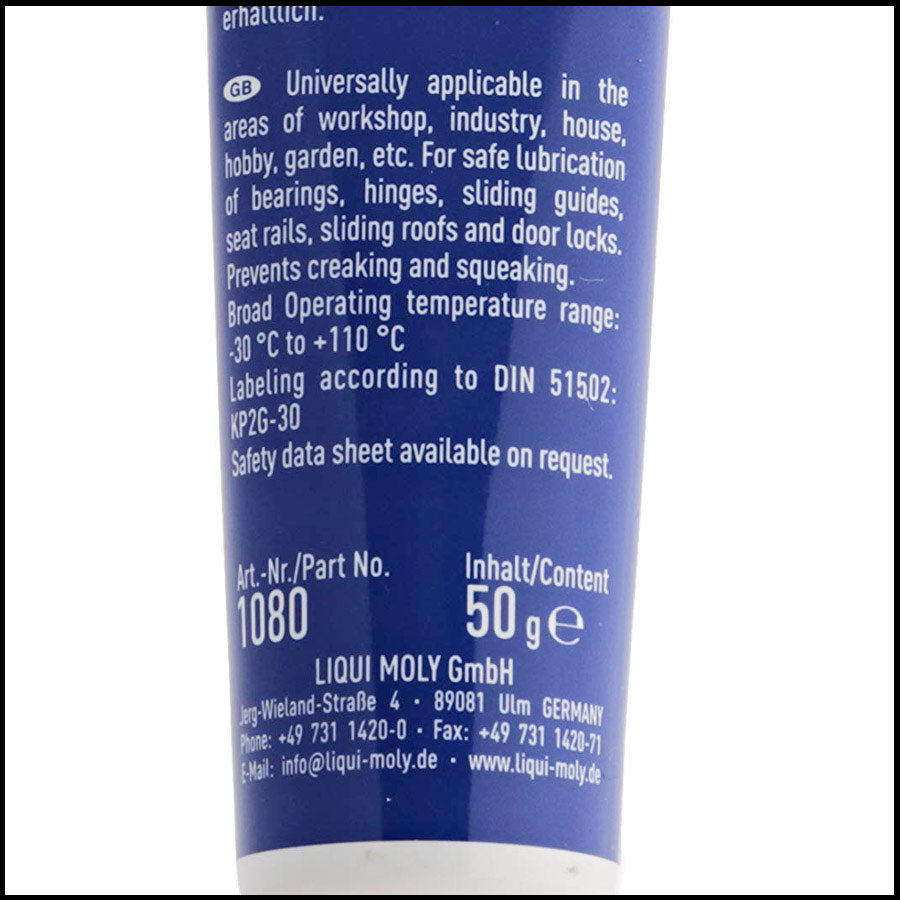 erhältlich.
GB Universally applicable in the
areas of workshop, industry, house,
hobby, garden, etc. For safe lubrication
of bearings, hinges, sliding guides,
seat rails, sliding roofs and door locks.
Prevents creaking and squeaking.
Broad Operating temperature range:
-30 °C to +110 °C
Labeling according to DIN 51502:
KP2G-30
Safety data sheet available on request.
Art.-Nr./Part No. Inhalt/Content
1080 50 g ℮
LIQUI MOLY GmbH
Jerg-Wieland-Straße 4 · 89081 Ulm GERMANY
Phone: +49 731 1420-0 · Fax: +49 731 1420-71
E-Mail: info@liqui-moly.de · www.liqui-moly.de